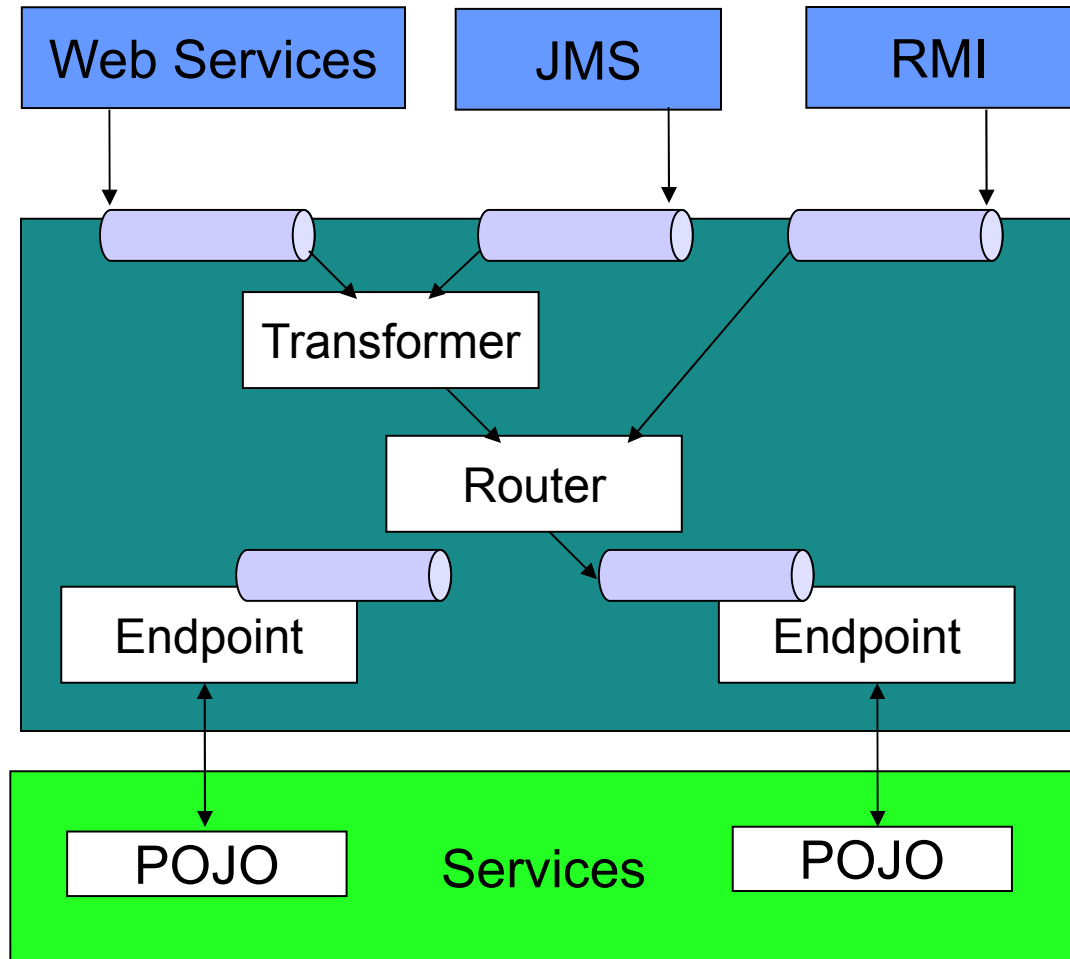 Web Services
JMS
RMI
Transformer
Router
Endpoint
Endpoint
POJO
Services
POJO